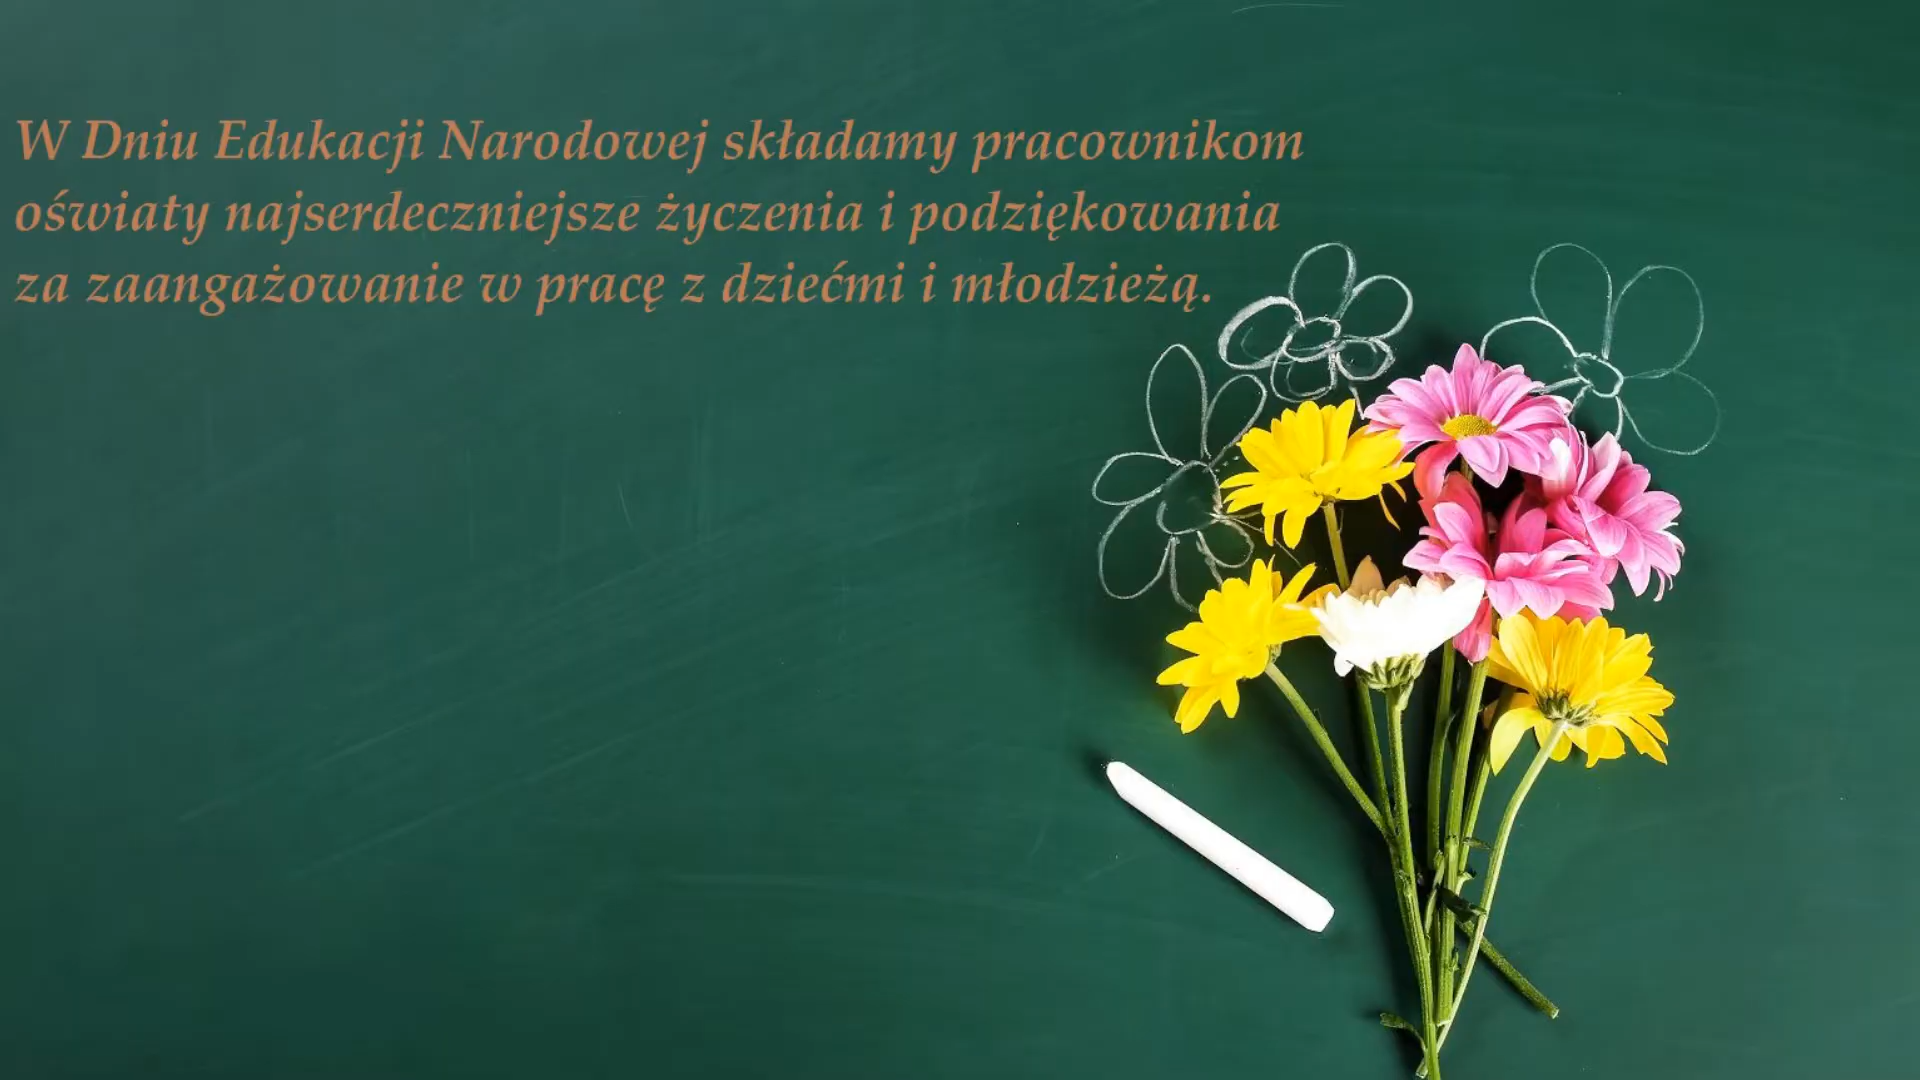 W Dniu Edukacji Narodowej składamy pracownikom
oświaty najserdeczniejsze życzenia i podziękowania
za zaangażowanie w pracę z dziećmi i młodzieżą.